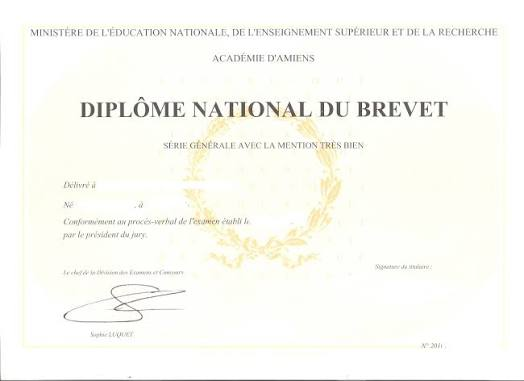 MINISTÈRE DE L'ÉDUCATION NATIONALE, DE L'ENSEIGNEMENT SUPÉRIEUR ET DE LA RECHERCHE
ACADÉMIE D'AMIENS
DIPLÔME NATIONAL DU BREVET
SÉRIE GÉNÉRALE AVEC LA MENTION TRÈS BIEN
Délivré à
Né , à
Conformément au procès-verbal de l'examen établi le
par le président du jury.
Le chef de la Division des Examens et Concours
Signature du titulaire :
Sophie LUQUET
N° 201